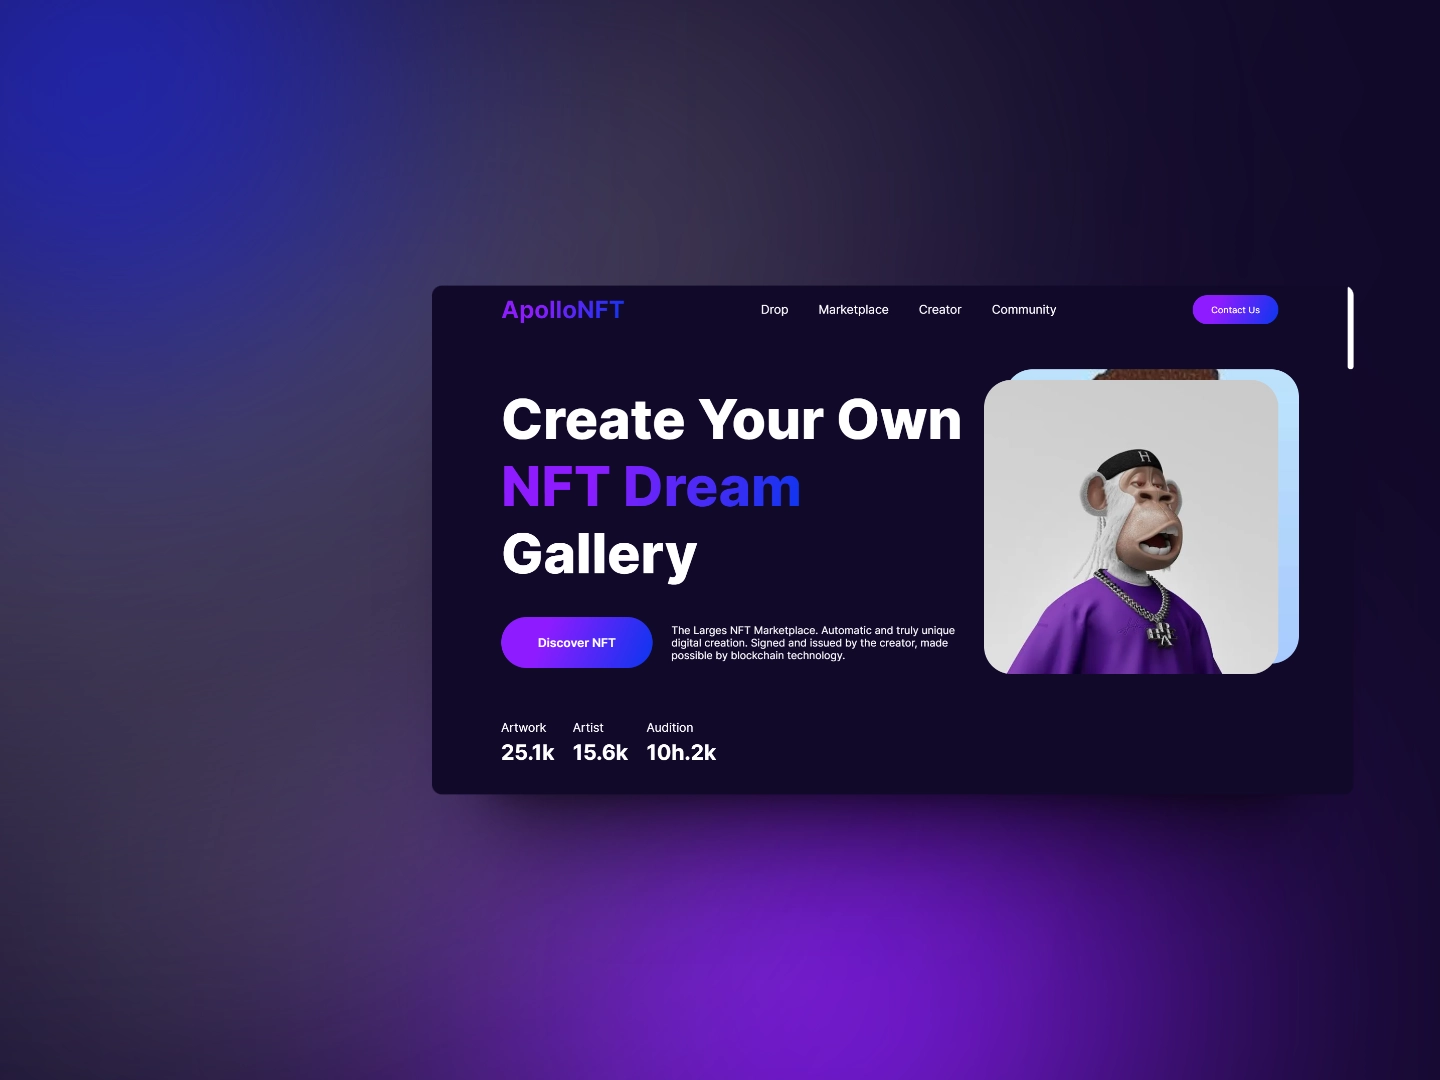 ApolloNFT
Drop
Marketplace
Creator
Community
Contact Us
Create Your Own
NFT Dream
Gallery
H
Discover NFT
The Larges NFT Marketplace. Automatic and truly unique
digital creation. Signed and issued by the creator, made
possible by blockchain technology.
Artwork
25.1k
Artist
15.6k
Audition
10h.2k